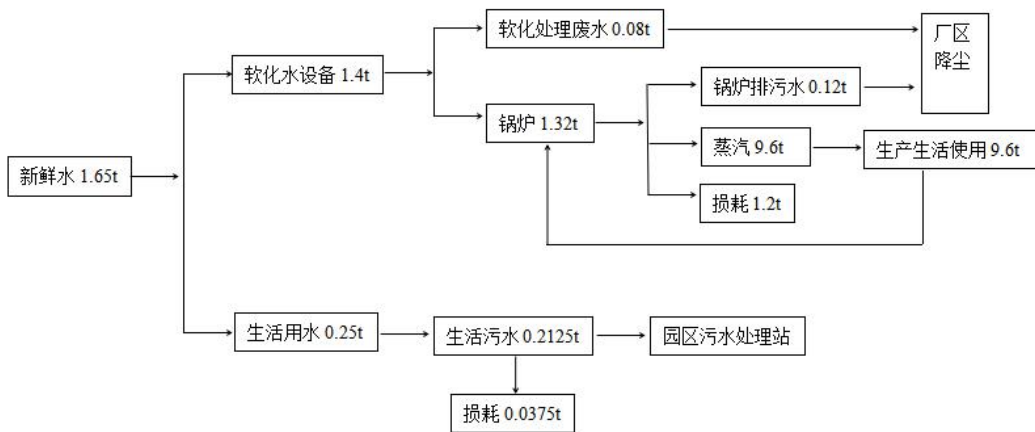 软化处理废水 0.08t
厂区
降尘
软化水设备 1.4t
锅炉排污水 0.12t
锅炉 1.32t
蒸汽 9.6t
生产生活使用 9.6t
新鲜水 1.65t
损耗 1.2t
生活用水 0.25t
生活污水 0.2125t
园区污水处理站
损耗 0.0375t